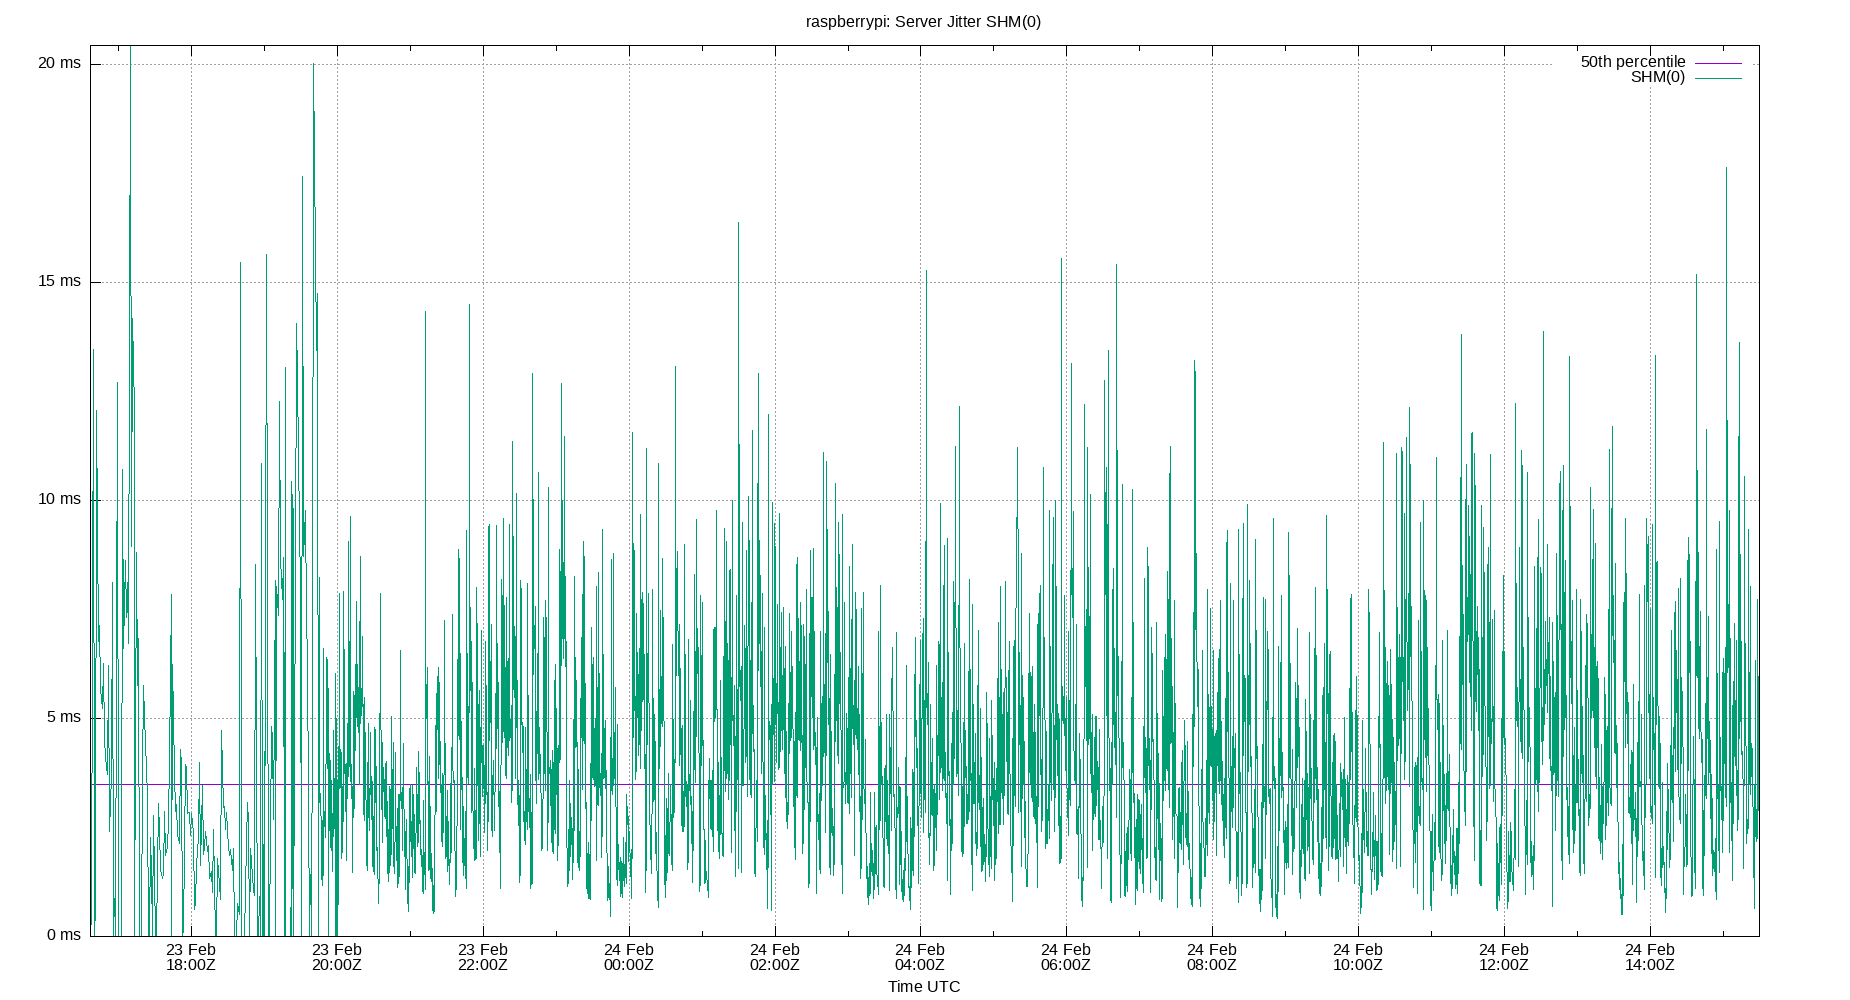 raspberrypi: Server Jitter SHM(0)
50th percentile
SHM(0)
20 ms
15 ms
10 ms
5 ms
0 ms
23 Feb 23 Feb 23 Feb 24 Feb 24 Feb 24 Feb 24 Feb 24 Feb 24 Feb 24 Feb 24 Feb
18:00Z 20:00Z 22:00Z 00:00Z 02:00Z 04:00Z 06:00Z 08:00Z 10:00Z 12:00Z 14:00Z
Time UTC